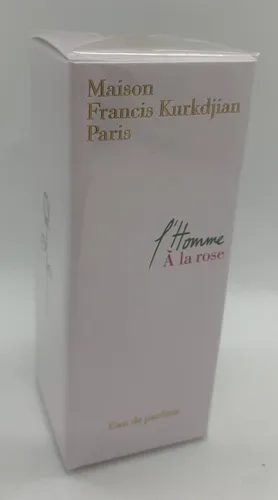 Maison
Francis Kurkdjian
Paris
l'Homme
À la rose
Eau de parfum